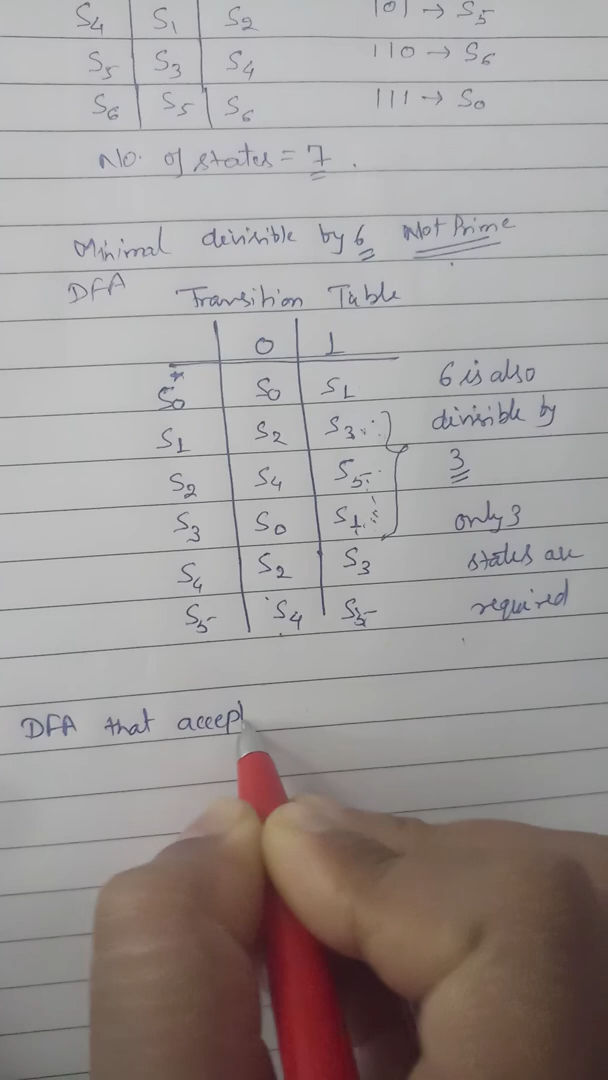 S4 | S1 | S2 101 → S5
S5 | S3 | S4 110 → S6
S6 | S5 | S6 111 → S0
No. of states = 7.
Minimal divisible by 6 Not Prime
DFA Transition Table
0 | 1
S0* | S0 | S1 6 is also
S1 | S2 | S3 divisible by
S2 | S4 | S5 3
S3 | S0 | S1 only 3
S4 | S2 | S3 states are
S5 | S4 | S5 required
DFA that accept